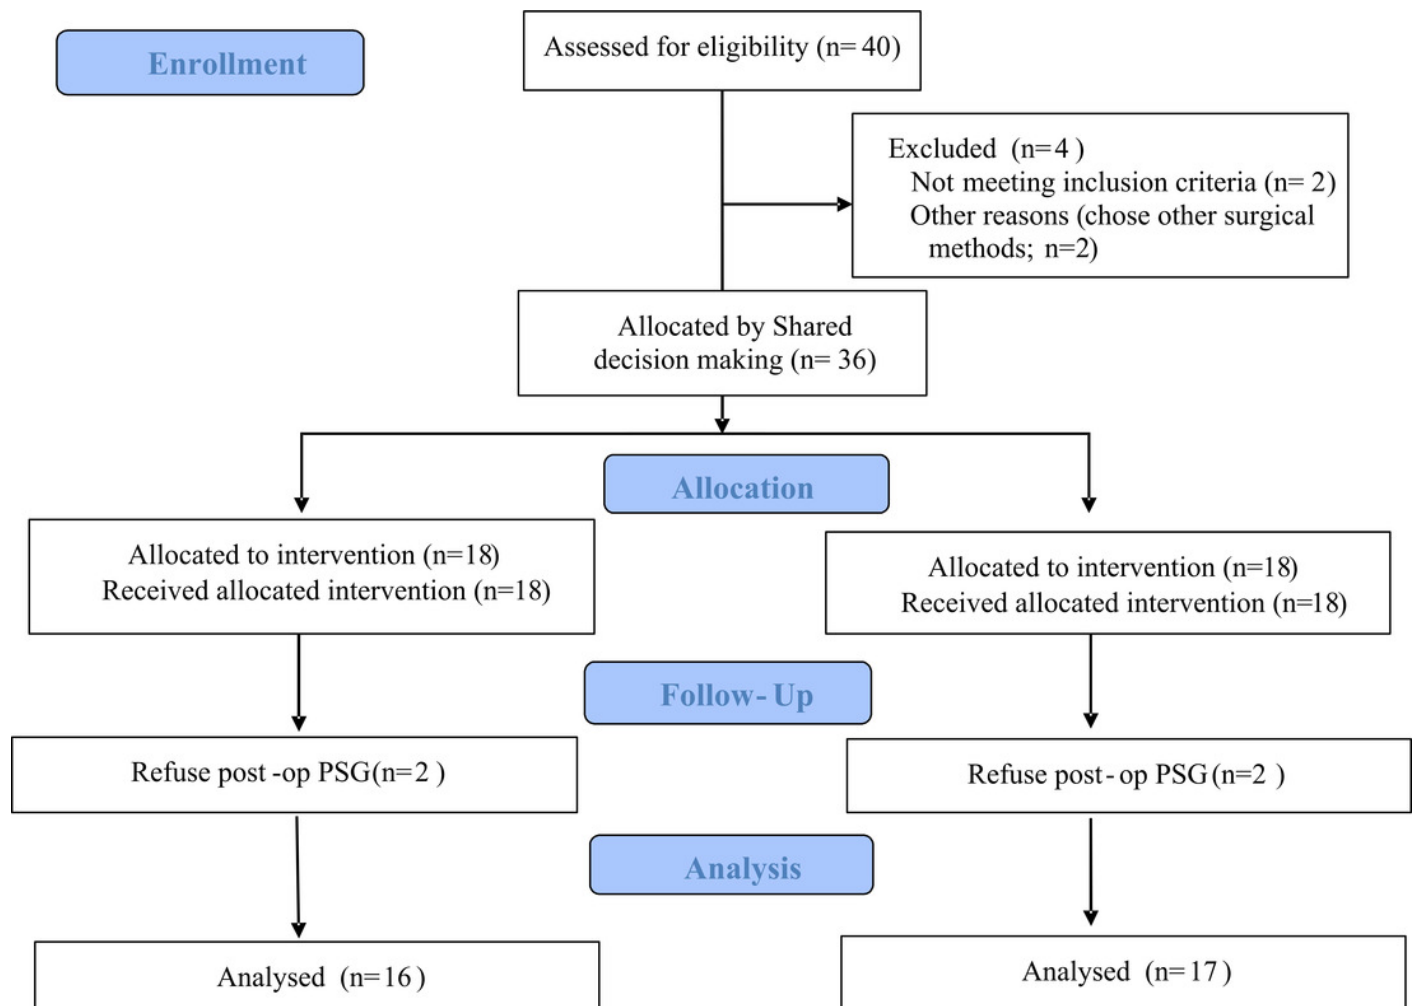 Enrollment
Assessed for eligibility (n= 40)
Excluded (n=4 )
Not meeting inclusion criteria (n= 2)
Other reasons (chose other surgical
methods; n=2)
Allocated by Shared
decision making (n= 36)
Allocation
Allocated to intervention (n=18)
Received allocated intervention (n=18)
Allocated to intervention (n=18)
Received allocated intervention (n=18)
Follow-Up
Refuse post-op PSG(n=2 )
Refuse post-op PSG(n=2 )
Analysis
Analysed (n=16)
Analysed (n=17)